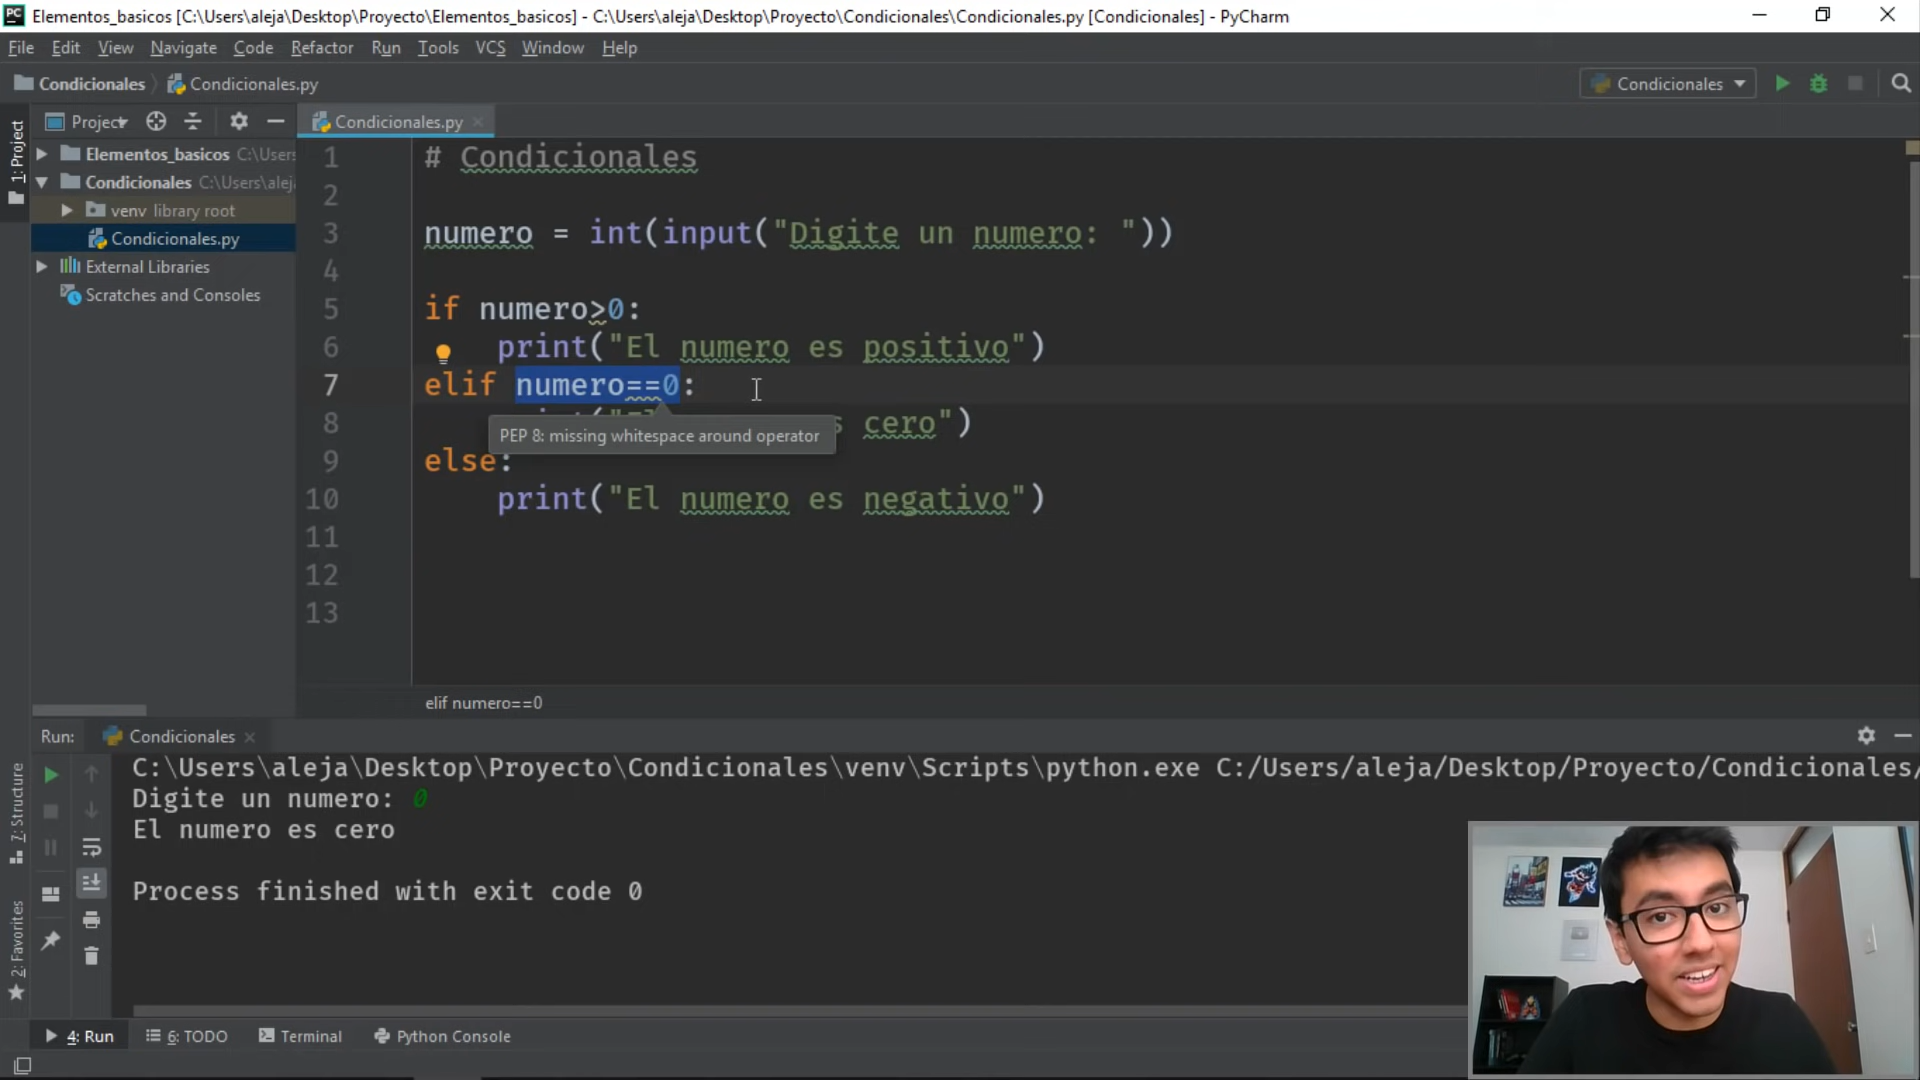 Elementos_basicos [C:\Users\aleja\Desktop\Proyecto\Elementos_basicos] - C:\Users\aleja\Desktop\Proyecto\Condicionales\Condicionales.py [Condicionales] - PyCharm
File Edit View Navigate Code Refactor Run Tools VCS Window Help
Condicionales Condicionales.py
Condicionales
1: Project
Project
Condicionales.py
Elementos_basicos C:\Users
Condicionales C:\Users\alej
venv library root
Condicionales.py
External Libraries
Scratches and Consoles
1 # Condicionales
2
3 numero = int(input("Digite un numero: "))
4
5 if numero>0:
6 print("El numero es positivo")
7 elif numero==0:
8 cero")
PEP 8: missing whitespace around operator
9 else:
10 print("El numero es negativo")
11
12
13
elif numero==0
Run: Condicionales
C:\Users\aleja\Desktop\Proyecto\Condicionales\venv\Scripts\python.exe C:/Users/aleja/Desktop/Proyecto/Condicionales/
Digite un numero: 0
El numero es cero
Process finished with exit code 0
7: Structure
2: Favorites
4: Run 6: TODO Terminal Python Console